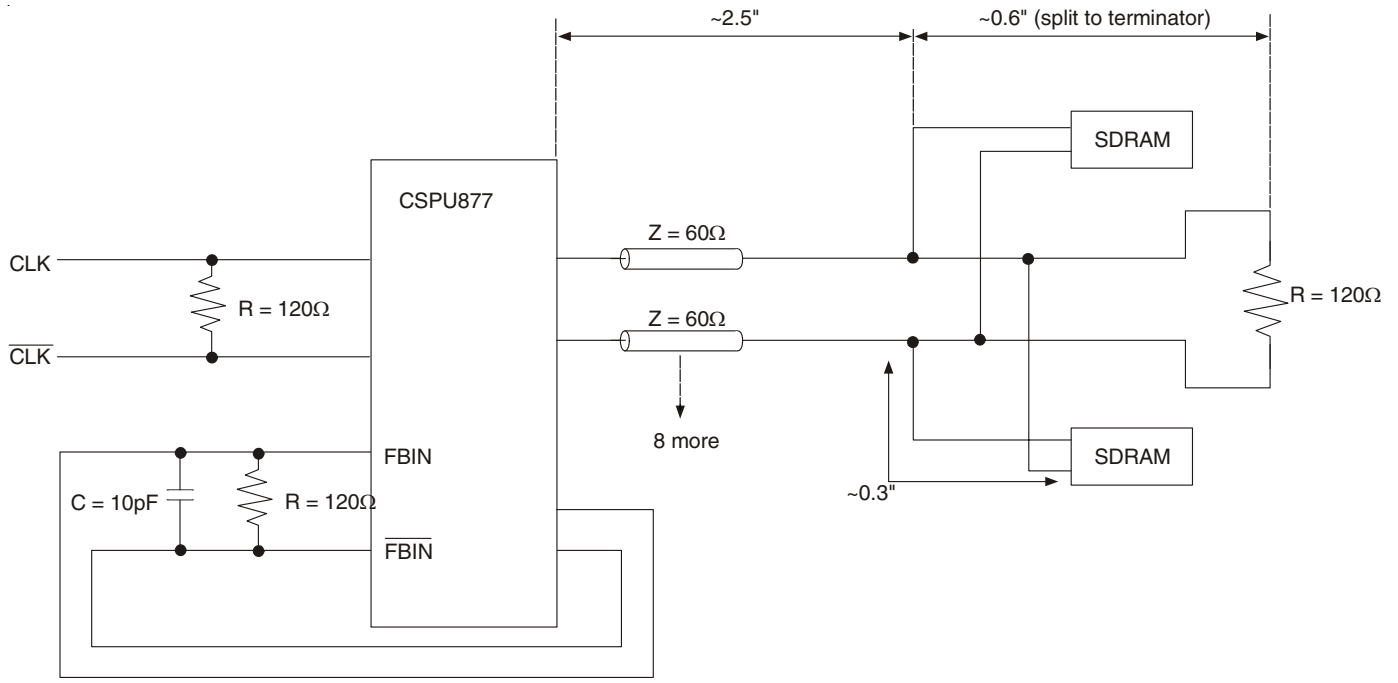 ~2.5"
~0.6" (split to terminator)
SDRAM
CSPU877
Z = 60Ω
CLK
R = 120Ω
R = 120Ω
Z = 60Ω
CLK
8 more
FBIN
SDRAM
C = 10pF
R = 120Ω
~0.3"
FBIN